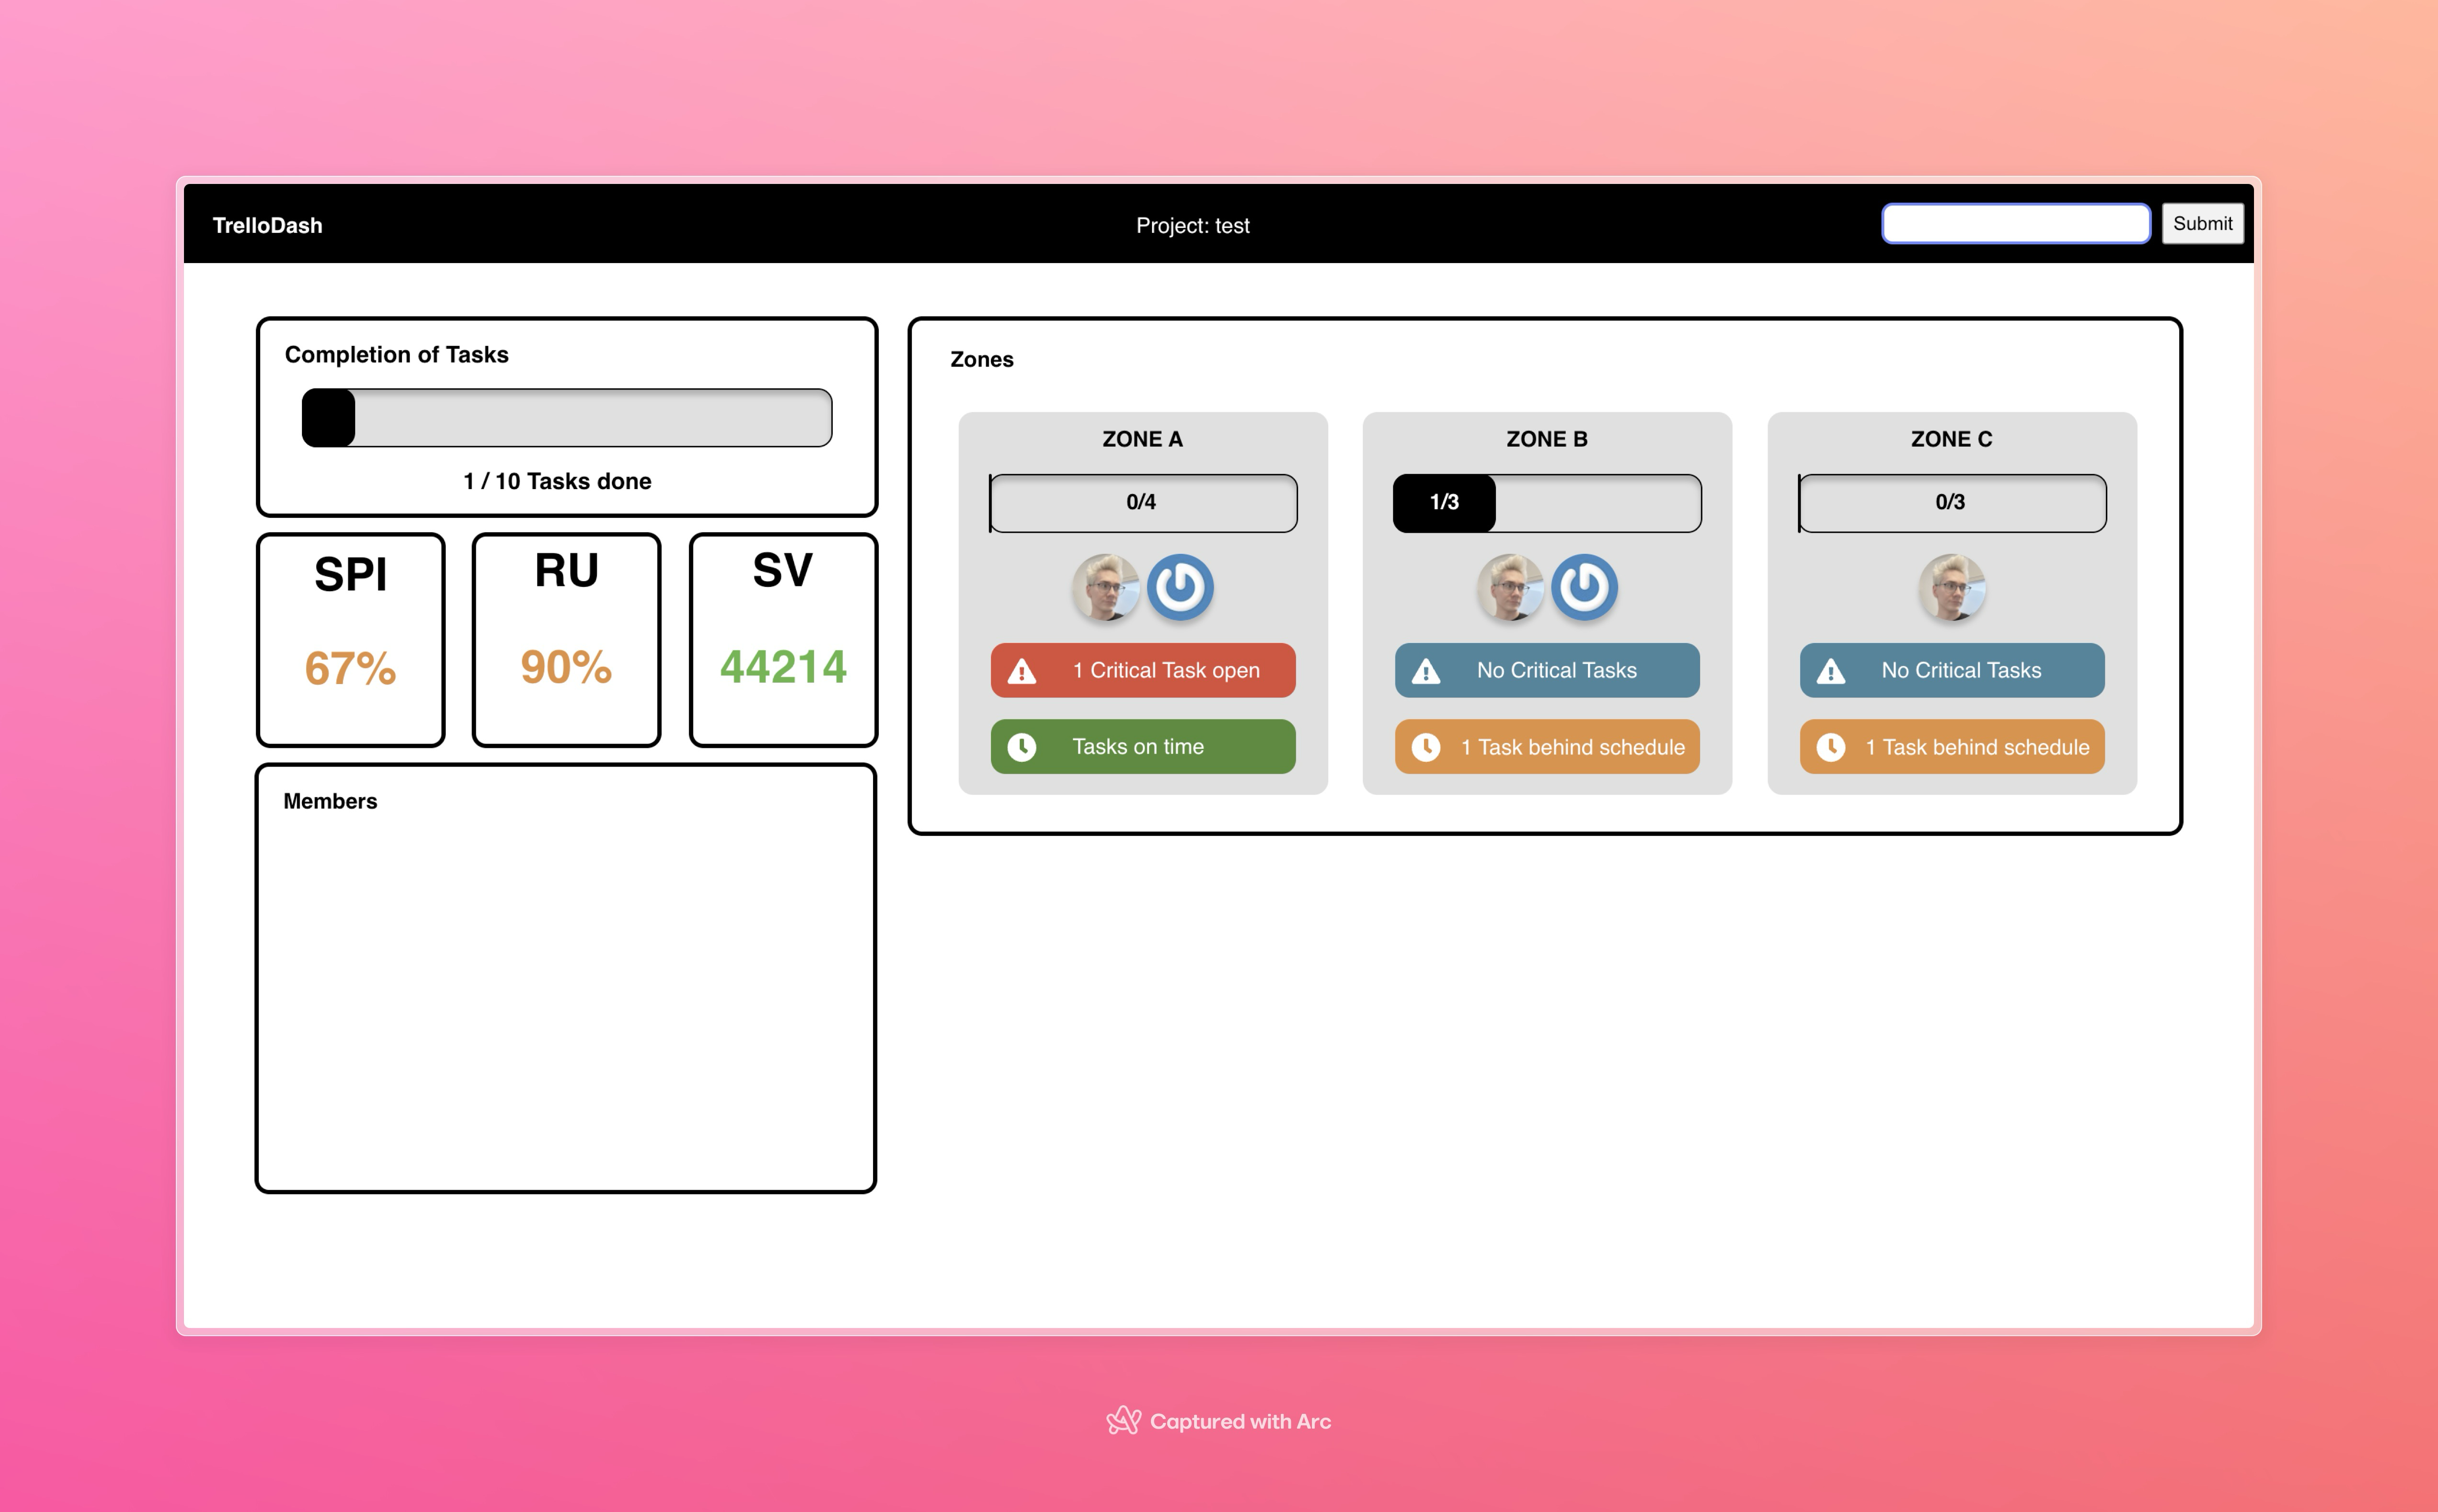 TrelloDash
Project: test
Submit
Completion of Tasks
1 / 10 Tasks done
SPI
67%
RU
90%
SV
44214
Members
Zones
ZONE A
0/4
1 Critical Task open
Tasks on time
ZONE B
1/3
No Critical Tasks
1 Task behind schedule
ZONE C
0/3
No Critical Tasks
1 Task behind schedule
Captured with Arc